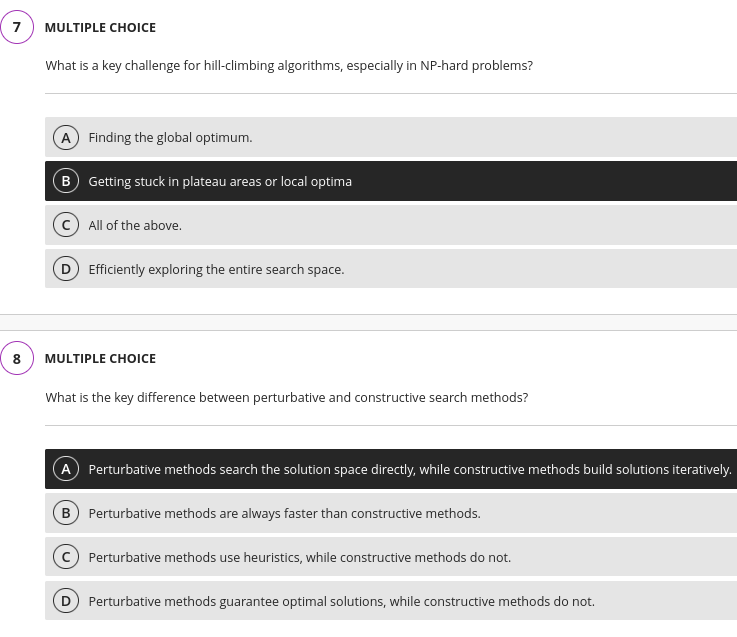 7 MULTIPLE CHOICE
What is a key challenge for hill-climbing algorithms, especially in NP-hard problems?
A Finding the global optimum.
B Getting stuck in plateau areas or local optima
C All of the above.
D Efficiently exploring the entire search space.
8 MULTIPLE CHOICE
What is the key difference between perturbative and constructive search methods?
A Perturbative methods search the solution space directly, while constructive methods build solutions iteratively.
B Perturbative methods are always faster than constructive methods.
C Perturbative methods use heuristics, while constructive methods do not.
D Perturbative methods guarantee optimal solutions, while constructive methods do not.